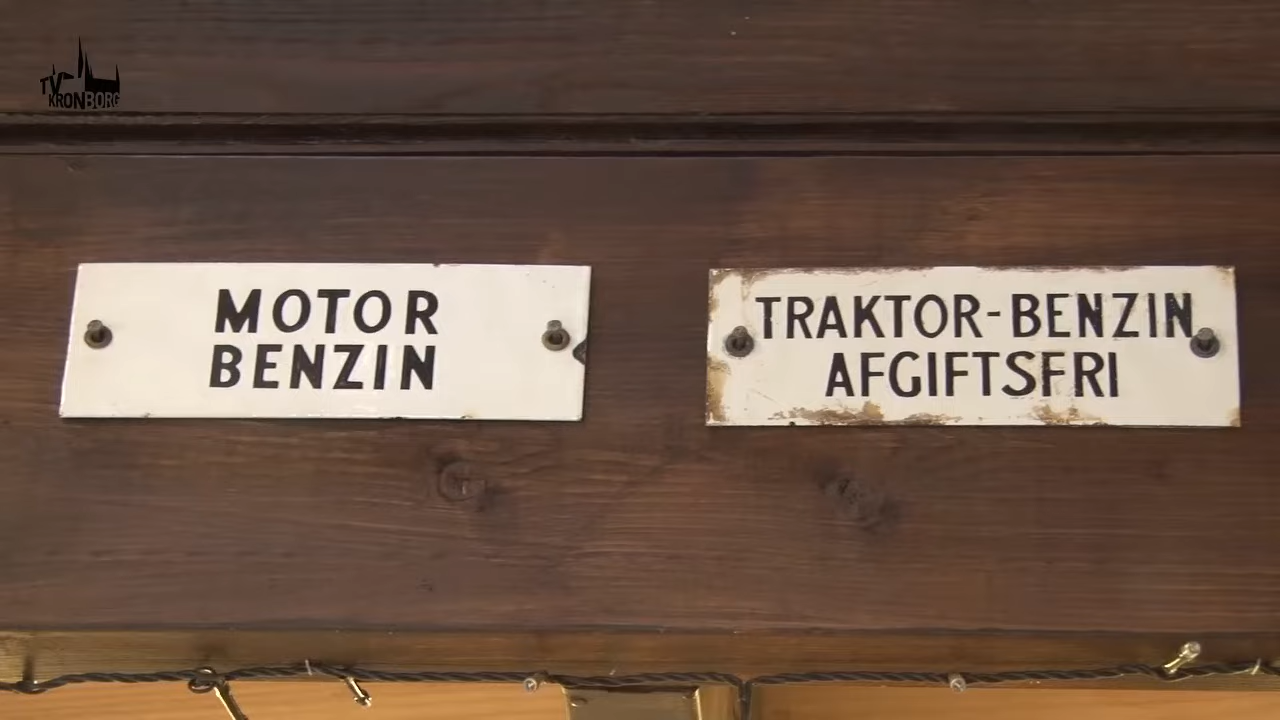 TV
KRONBORG
MOTOR
BENZIN
TRAKTOR-BENZIN
AFGIFTSFRI